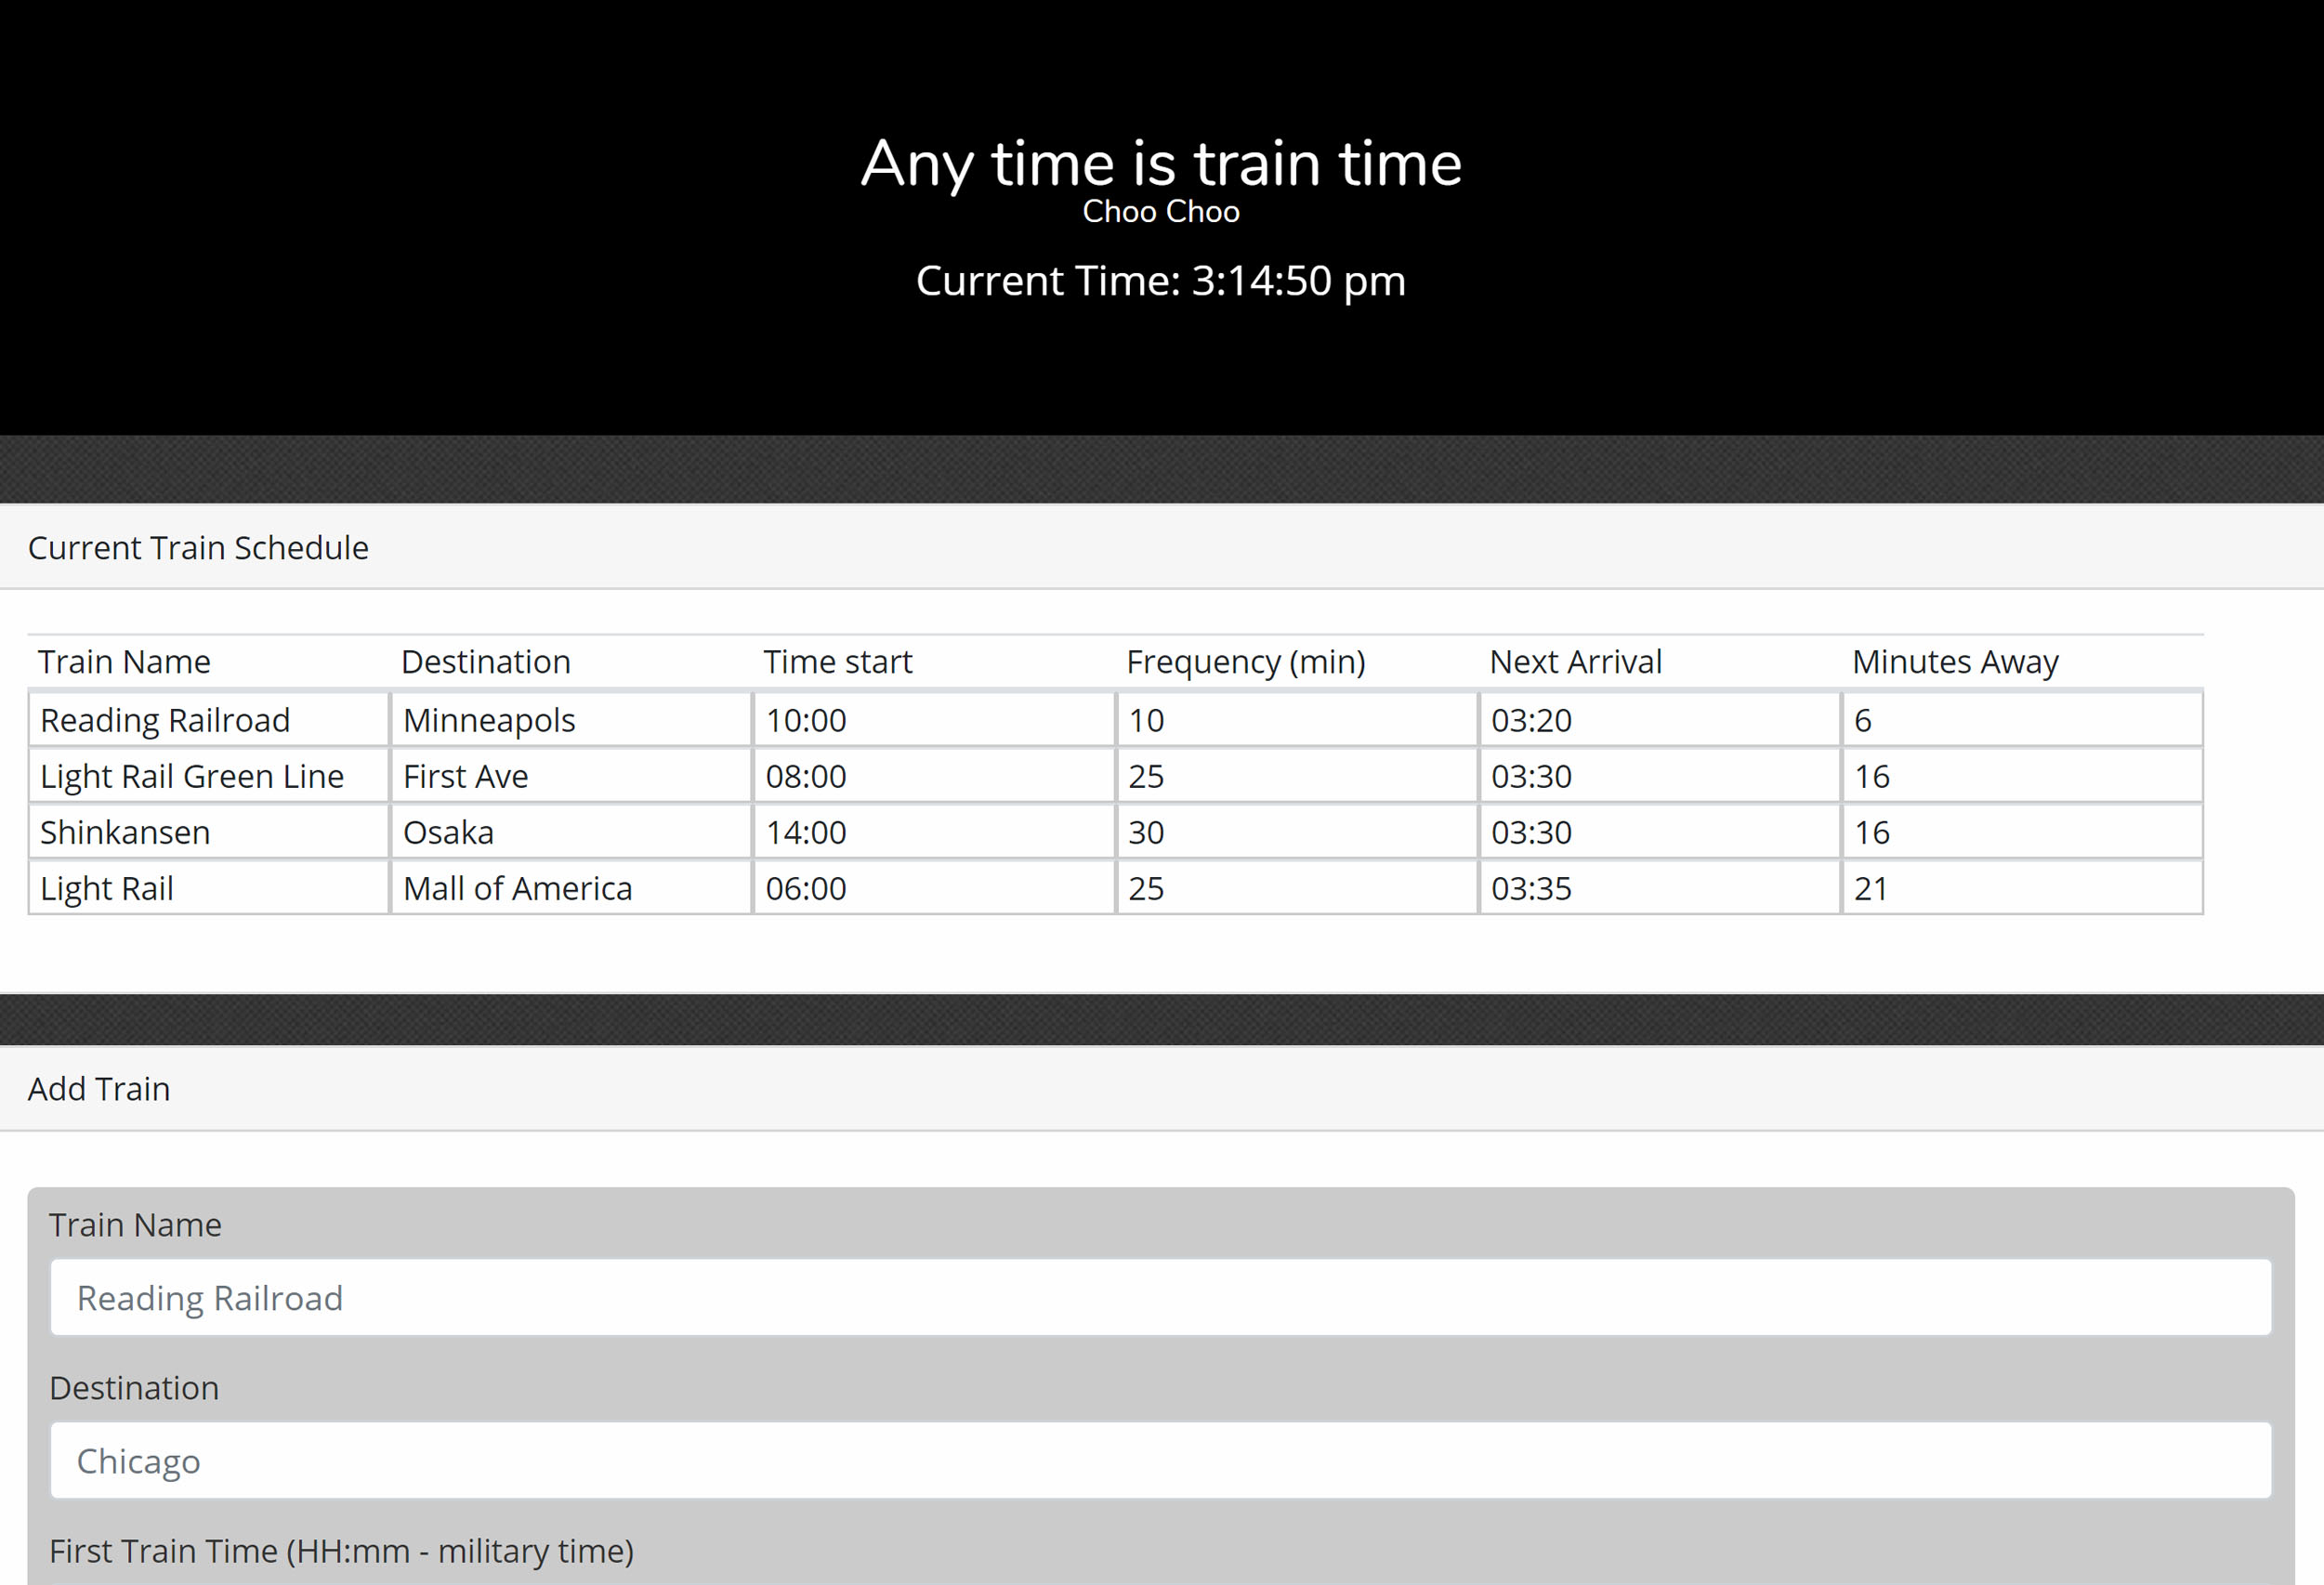 Any time is train time
Choo Choo
Current Time: 3:14:50 pm
Current Train Schedule
Train Name Destination Time start Frequency (min) Next Arrival Minutes Away
Reading Railroad Minneapols 10:00 10 03:20 6
Light Rail Green Line First Ave 08:00 25 03:30 16
Shinkansen Osaka 14:00 30 03:30 16
Light Rail Mall of America 06:00 25 03:35 21
Add Train
Train Name
Reading Railroad
Destination
Chicago
First Train Time (HH:mm - military time)